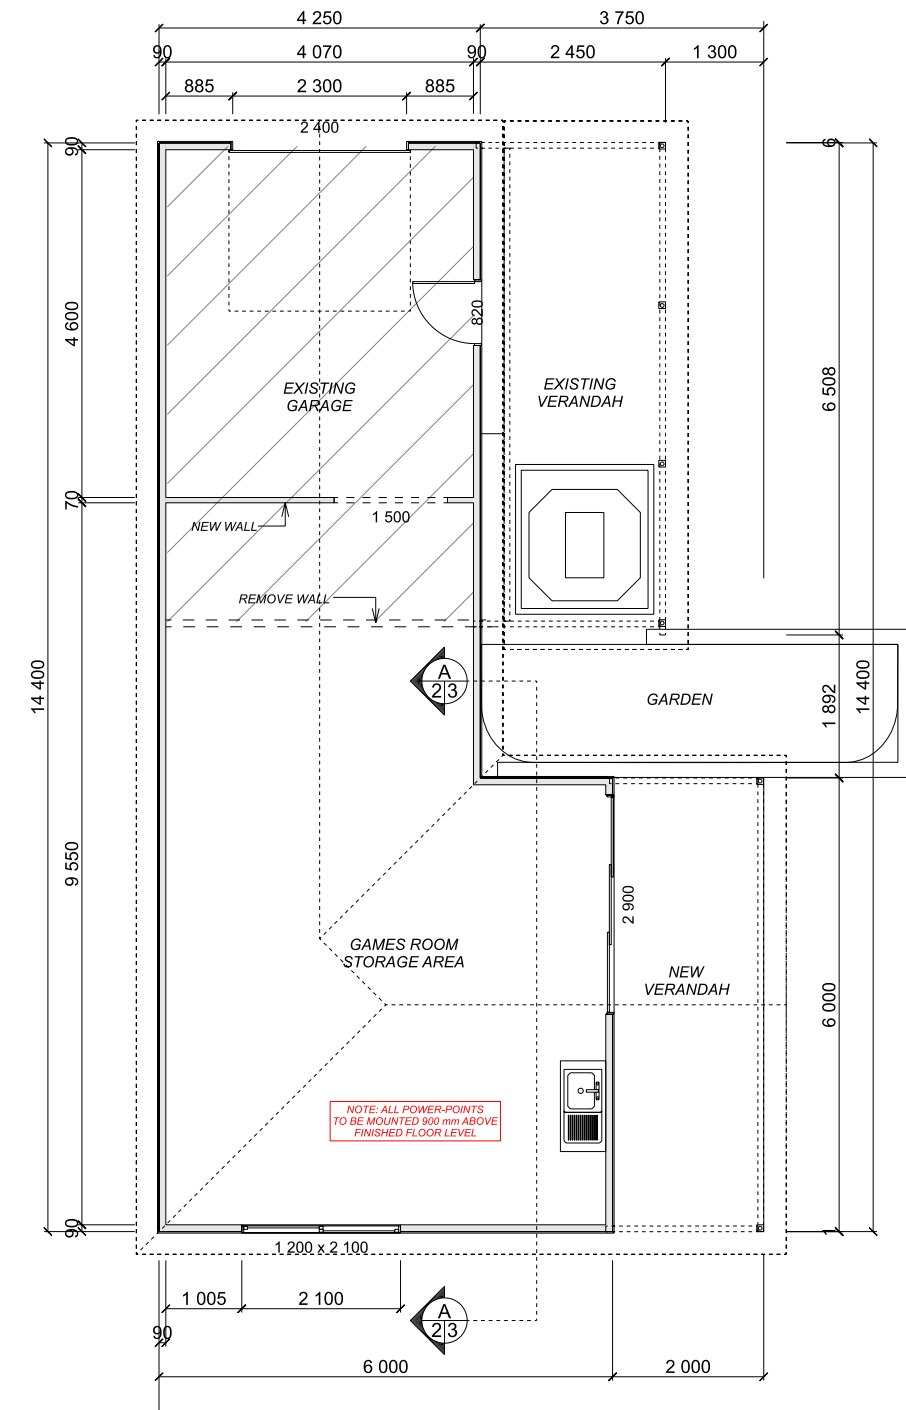 4 250
3 750
90
4 070
90
2 450
1 300
885
2 300
885
2 400
90
6
4 600
820
EXISTING
GARAGE
EXISTING
VERANDAH
6 508
70
1 500
NEW WALL
REMOVE WALL
14 400
A
2 3
GARDEN
1 892
14 400
9 550
2 900
GAMES ROOM
STORAGE AREA
NEW
VERANDAH
6 000
NOTE: ALL POWER-POINTS
TO BE MOUNTED 900 mm ABOVE
FINISHED FLOOR LEVEL
90
1
1 200 x 2 100
1 005
2 100
A
2 3
90
6 000
2 000